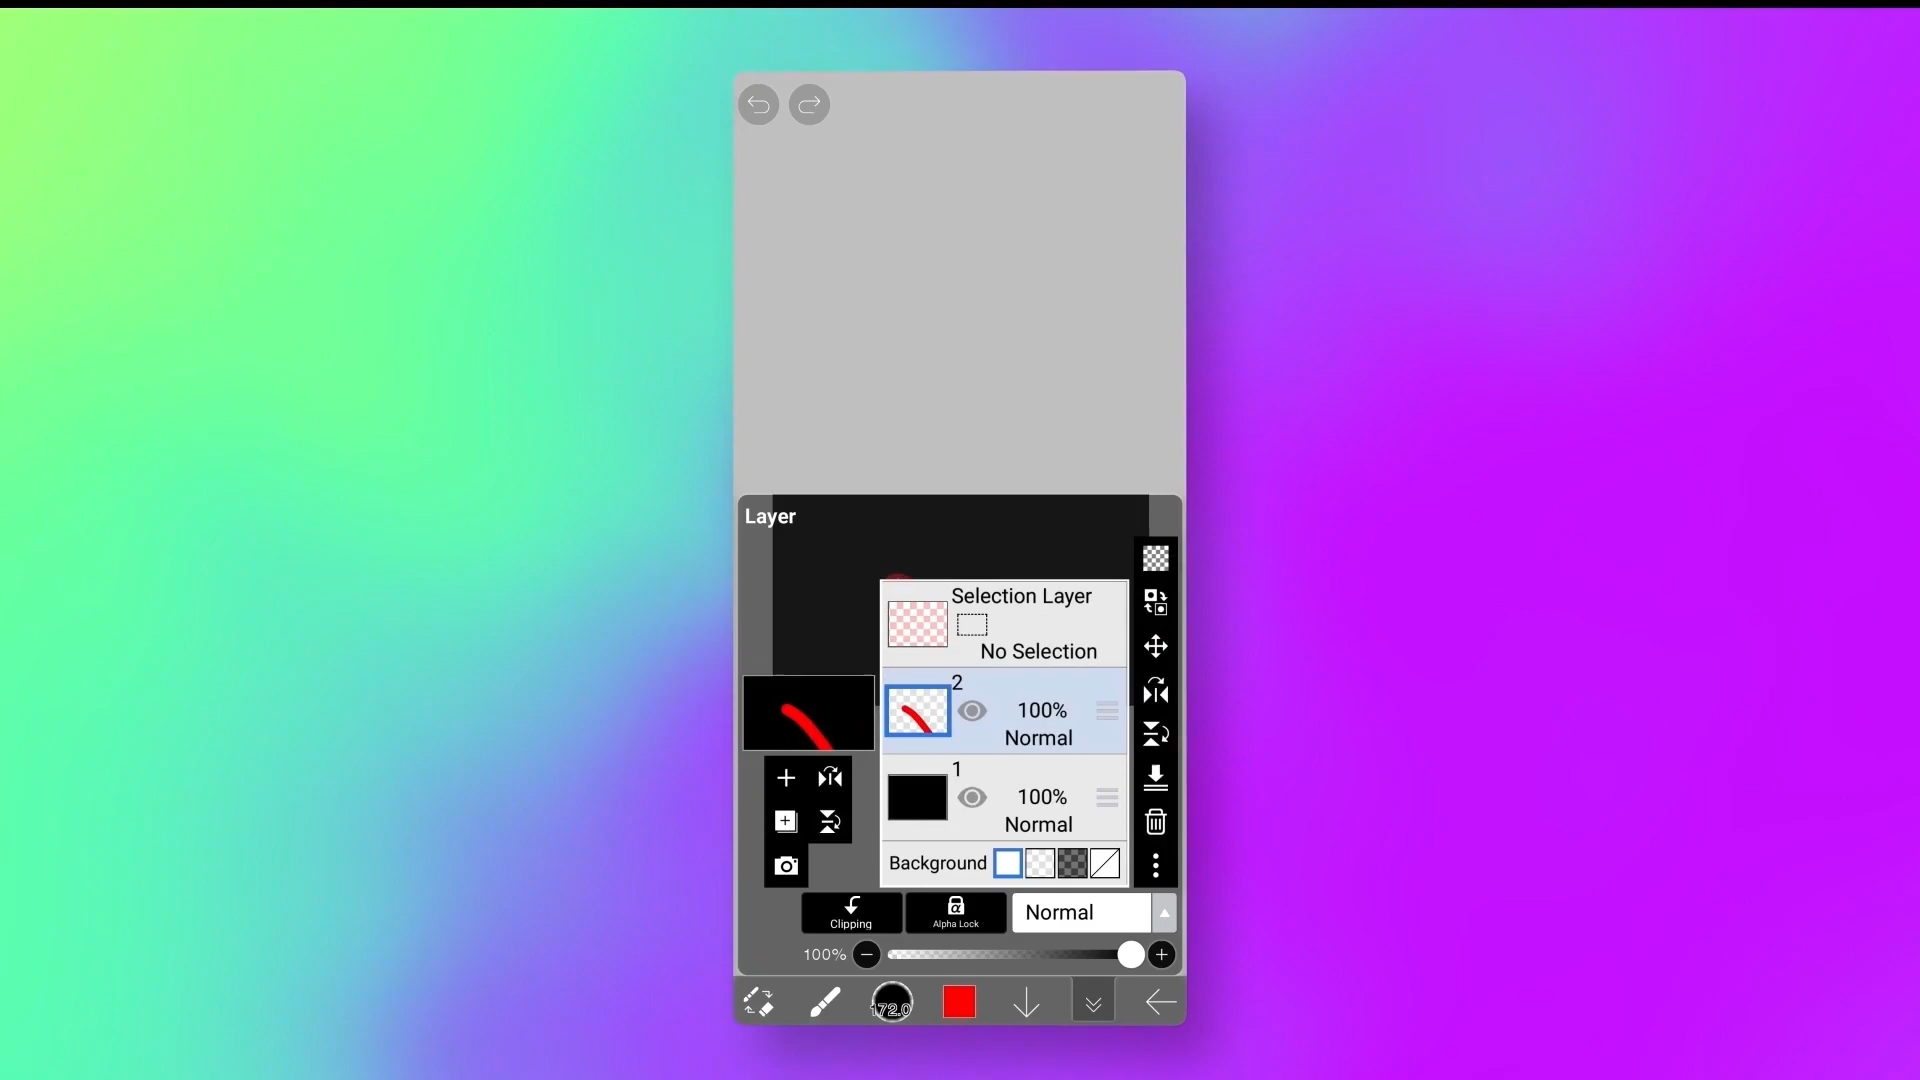 Layer
Selection Layer
No Selection
2
100%
Normal
1
100%
Normal
Background
Clipping
α
Alpha Lock
Normal
100%
172.0